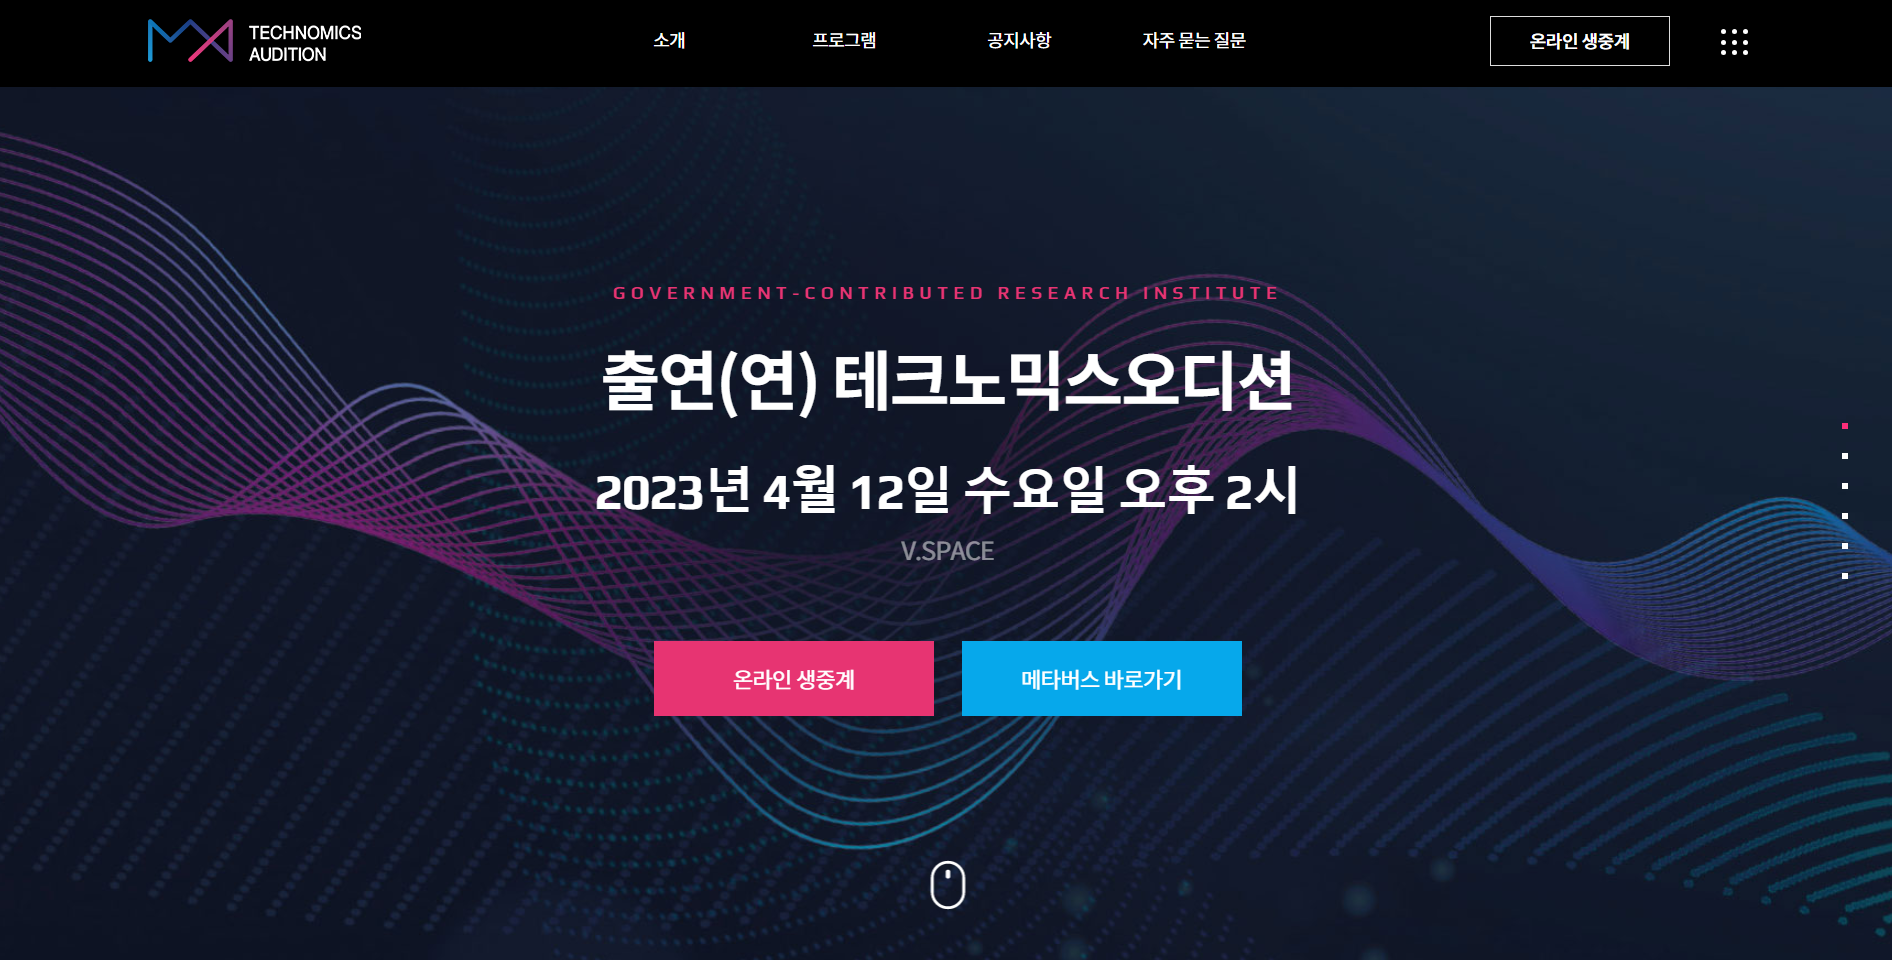 TECHNOMICS
AUDITION
소개
프로그램
공지사항
자주 묻는 질문
온라인 생중계
GOVERNMENT-CONTRIBUTED RESEARCH INSTITUTE
출연(연) 테크노믹스오디션
2023년 4월 12일 수요일 오후 2시
V.SPACE
온라인 생중계
메타버스 바로가기